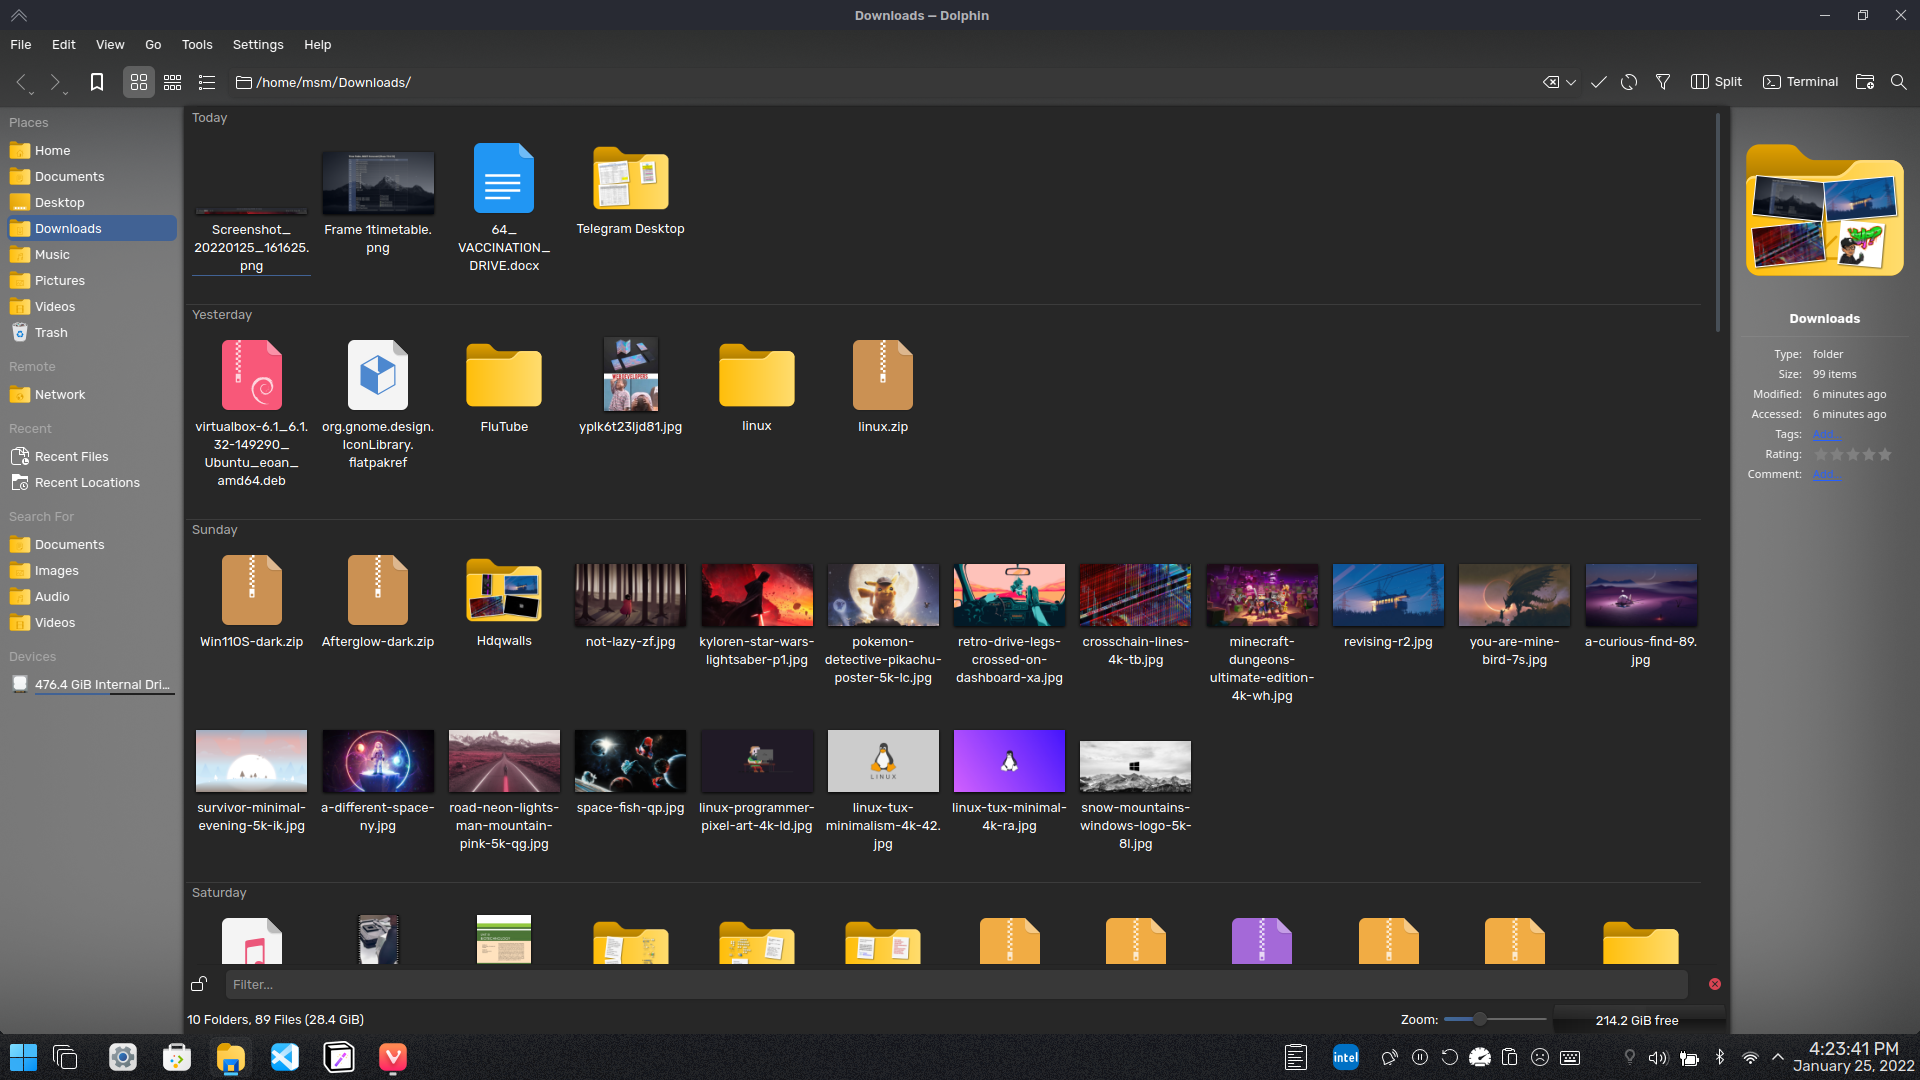 Downloads — Dolphin
File Edit View Go Tools Settings Help
/home/msm/Downloads/
Split
Terminal
Places
Home
Documents
Desktop
Downloads
Music
Pictures
Videos
Trash
Remote
Network
Recent
Recent Files
Recent Locations
Search For
Documents
Images
Audio
Videos
Devices
476.4 GiB Internal Dri...
Today
Screenshot_
20220125_161625.
png
Frame 1timetable.
png
64_
VACCINATION_
DRIVE.docx
Telegram Desktop
Yesterday
virtualbox-6.1_6.1.
32-149290_
Ubuntu_eoan_
amd64.deb
org.gnome.design.
IconLibrary.
flatpakref
FluTube
yplk6t23ljd81.jpg
linux
linux.zip
Sunday
Win11OS-dark.zip
Afterglow-dark.zip
Hdqwalls
not-lazy-zf.jpg
kyloren-star-wars-
lightsaber-p1.jpg
pokemon-
detective-pikachu-
poster-5k-lc.jpg
retro-drive-legs-
crossed-on-
dashboard-xa.jpg
crosschain-lines-
4k-tb.jpg
minecraft-
dungeons-
ultimate-edition-
4k-wh.jpg
revising-r2.jpg
you-are-mine-
bird-7s.jpg
a-curious-find-89.
jpg
survivor-minimal-
evening-5k-ik.jpg
a-different-space-
ny.jpg
road-neon-lights-
man-mountain-
pink-5k-qg.jpg
space-fish-qp.jpg
linux-programmer-
pixel-art-4k-ld.jpg
LINUX
linux-tux-
minimalism-4k-42.
jpg
linux-tux-minimal-
4k-ra.jpg
snow-mountains-
windows-logo-5k-
8l.jpg
Saturday
Filter...
10 Folders, 89 Files (28.4 GiB)
Zoom:
214.2 GiB free
Downloads
Type: folder
Size: 99 items
Modified: 6 minutes ago
Accessed: 6 minutes ago
Tags: Add...
Rating:
Comment: Add...
intel
4:23:41 PM
January 25, 2022